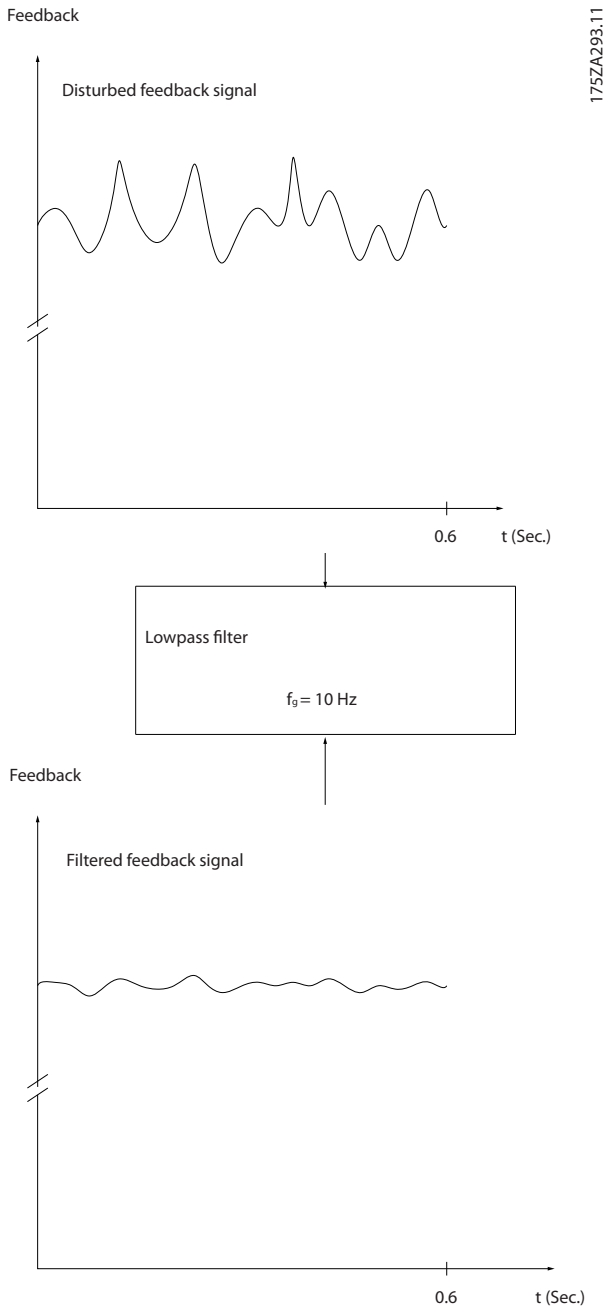 Feedback
175ZA293.11
Disturbed feedback signal
0.6 t (Sec.)
Lowpass filter
fg = 10 Hz
Feedback
Filtered feedback signal
0.6 t (Sec.)